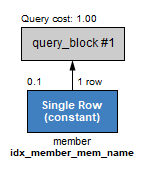 Query cost: 1.00
query_block #1
0.1 1 row
Single Row
(constant)
member
idx_member_mem_name